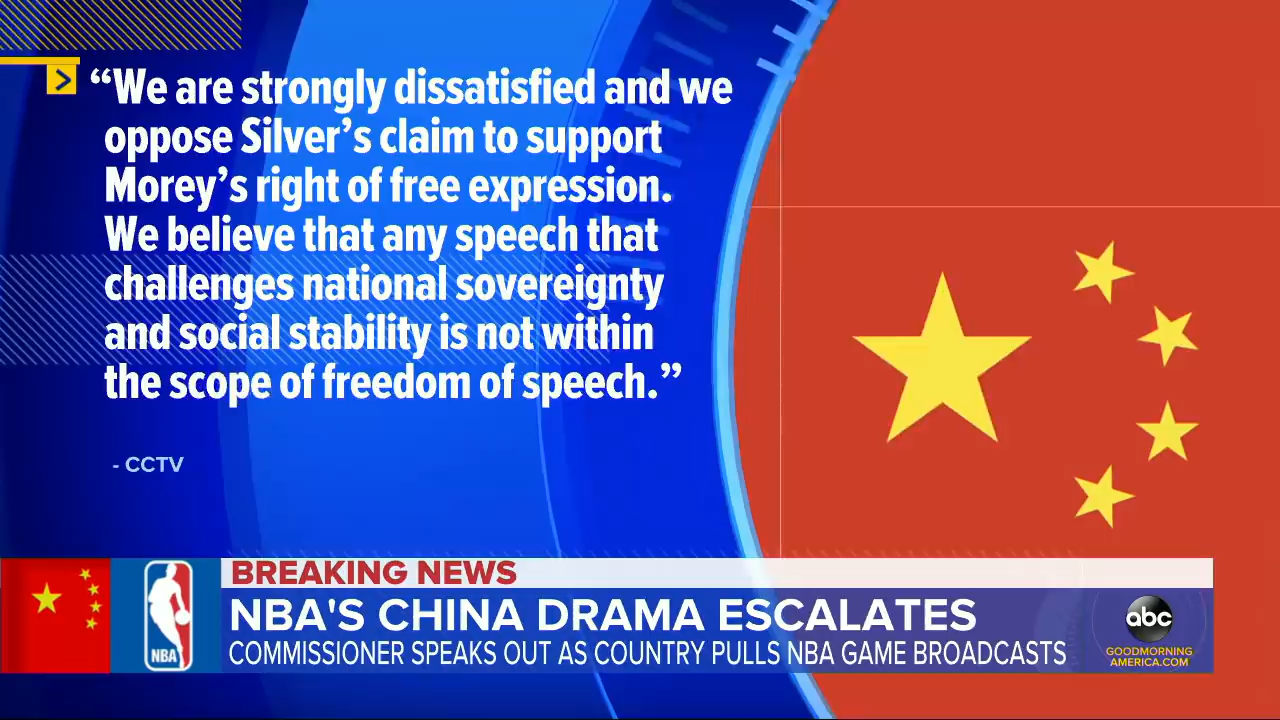 “We are strongly dissatisfied and we
oppose Silver’s claim to support
Morey’s right of free expression.
We believe that any speech that
challenges national sovereignty
and social stability is not within
the scope of freedom of speech.”
- CCTV
BREAKING NEWS
NBA'S CHINA DRAMA ESCALATES
COMMISSIONER SPEAKS OUT AS COUNTRY PULLS NBA GAME BROADCASTS
NBA
abc
GOODMORNING
AMERICA.COM